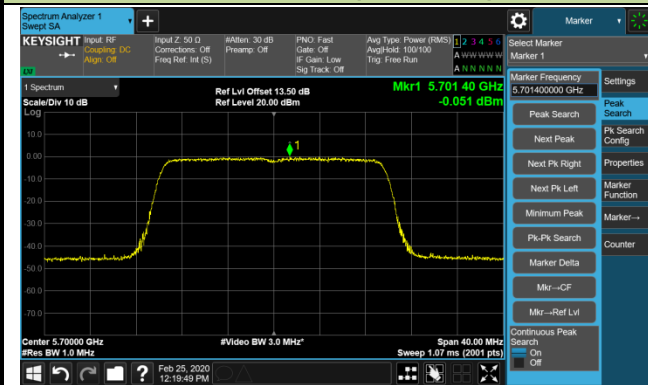 Spectrum Analyzer 1
Swept SA
+
Marker
KEYSIGHT
Input: RF
Coupling: DC
Align: Off
Input Z: 50 Ω
Corrections: Off
Freq Ref: Int (S)
#Atten: 30 dB
Preamp: Off
PNO: Fast
Gate: Off
IF Gain: Low
Sig Track: Off
Avg Type: Power (RMS)
Avg|Hold: 100/100
Trig: Free Run
1 2 3 4 5 6
A W W W W W
A N N N N N
Select Marker
Marker 1
1 Spectrum
Scale/Div 10 dB
Log
Ref Lvl Offset 13.50 dB
Ref Level 20.00 dBm
Mkr1 5.701 40 GHz
-0.051 dBm
10.0
0.00
-10.0
-20.0
-30.0
-40.0
-50.0
-60.0
-70.0
1
Center 5.70000 GHz
#Res BW 1.0 MHz
#Video BW 3.0 MHz*
Span 40.00 MHz
Sweep 1.07 ms (2001 pts)
Marker Frequency
5.701400000 GHz
Peak Search
Next Peak
Next Pk Right
Next Pk Left
Minimum Peak
Pk-Pk Search
Marker Delta
Mkr→CF
Mkr→Ref Lvl
Continuous Peak
Search
On
Off
Settings
Peak
Search
Pk Search
Config
Properties
Marker
Function
Marker→
Counter
?
Feb 25, 2020
12:19:49 PM